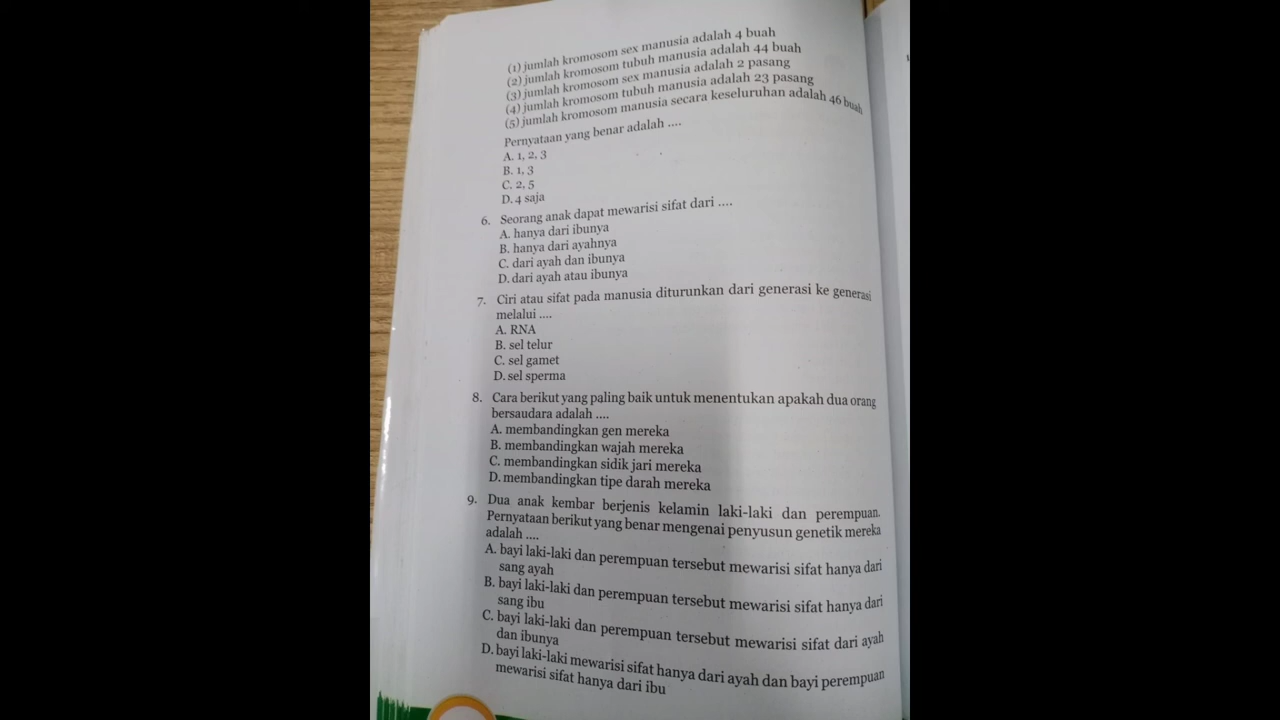 (1) jumlah kromosom sex manusia adalah 4 buah
(2) jumlah kromosom tubuh manusia adalah 44 buah
(3) jumlah kromosom sex manusia adalah 2 pasang
(4) jumlah kromosom tubuh manusia adalah 23 pasang
(5) jumlah kromosom manusia secara keseluruhan adalah 46 buah
Pernyataan yang benar adalah ....
A. 1, 2, 3
B. 1, 3
C. 2, 5
D. 4 saja
6. Seorang anak dapat mewarisi sifat dari ....
A. hanya dari ibunya
B. hanya dari ayahnya
C. dari ayah dan ibunya
D. dari ayah atau ibunya
7. Ciri atau sifat pada manusia diturunkan dari generasi ke generasi
melalui ....
A. RNA
B. sel telur
C. sel gamet
D. sel sperma
8. Cara berikut yang paling baik untuk menentukan apakah dua orang
bersaudara adalah ....
A. membandingkan gen mereka
B. membandingkan wajah mereka
C. membandingkan sidik jari mereka
D. membandingkan tipe darah mereka
9. Dua anak kembar berjenis kelamin laki-laki dan perempuan.
Pernyataan berikut yang benar mengenai penyusun genetik mereka
adalah ....
A. bayi laki-laki dan perempuan tersebut mewarisi sifat hanya dari
sang ayah
B. bayi laki-laki dan perempuan tersebut mewarisi sifat hanya dari
sang ibu
C. bayi laki-laki dan perempuan tersebut mewarisi sifat dari ayah
dan ibunya
D. bayi laki-laki mewarisi sifat hanya dari ayah dan bayi perempuan
mewarisi sifat hanya dari ibu